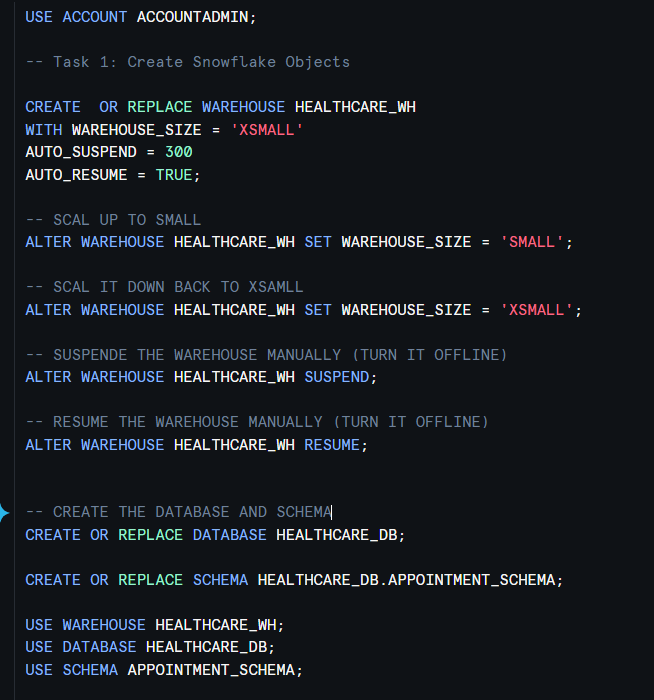 USE ACCOUNT ACCOUNTADMIN;
-- Task 1: Create Snowflake Objects
CREATE  OR REPLACE WAREHOUSE HEALTHCARE_WH
WITH WAREHOUSE_SIZE = 'XSMALL'
AUTO_SUSPEND = 300
AUTO_RESUME = TRUE;
-- SCAL UP TO SMALL
ALTER WAREHOUSE HEALTHCARE_WH SET WAREHOUSE_SIZE = 'SMALL';
-- SCAL IT DOWN BACK TO XSAMLL
ALTER WAREHOUSE HEALTHCARE_WH SET WAREHOUSE_SIZE = 'XSMALL';
-- SUSPENDE THE WAREHOUSE MANUALLY (TURN IT OFFLINE)
ALTER WAREHOUSE HEALTHCARE_WH SUSPEND;
-- RESUME THE WAREHOUSE MANUALLY (TURN IT OFFLINE)
ALTER WAREHOUSE HEALTHCARE_WH RESUME;
-- CREATE THE DATABASE AND SCHEMA
CREATE OR REPLACE DATABASE HEALTHCARE_DB;
CREATE OR REPLACE SCHEMA HEALTHCARE_DB.APPOINTMENT_SCHEMA;
USE WAREHOUSE HEALTHCARE_WH;
USE DATABASE HEALTHCARE_DB;
USE SCHEMA APPOINTMENT_SCHEMA;